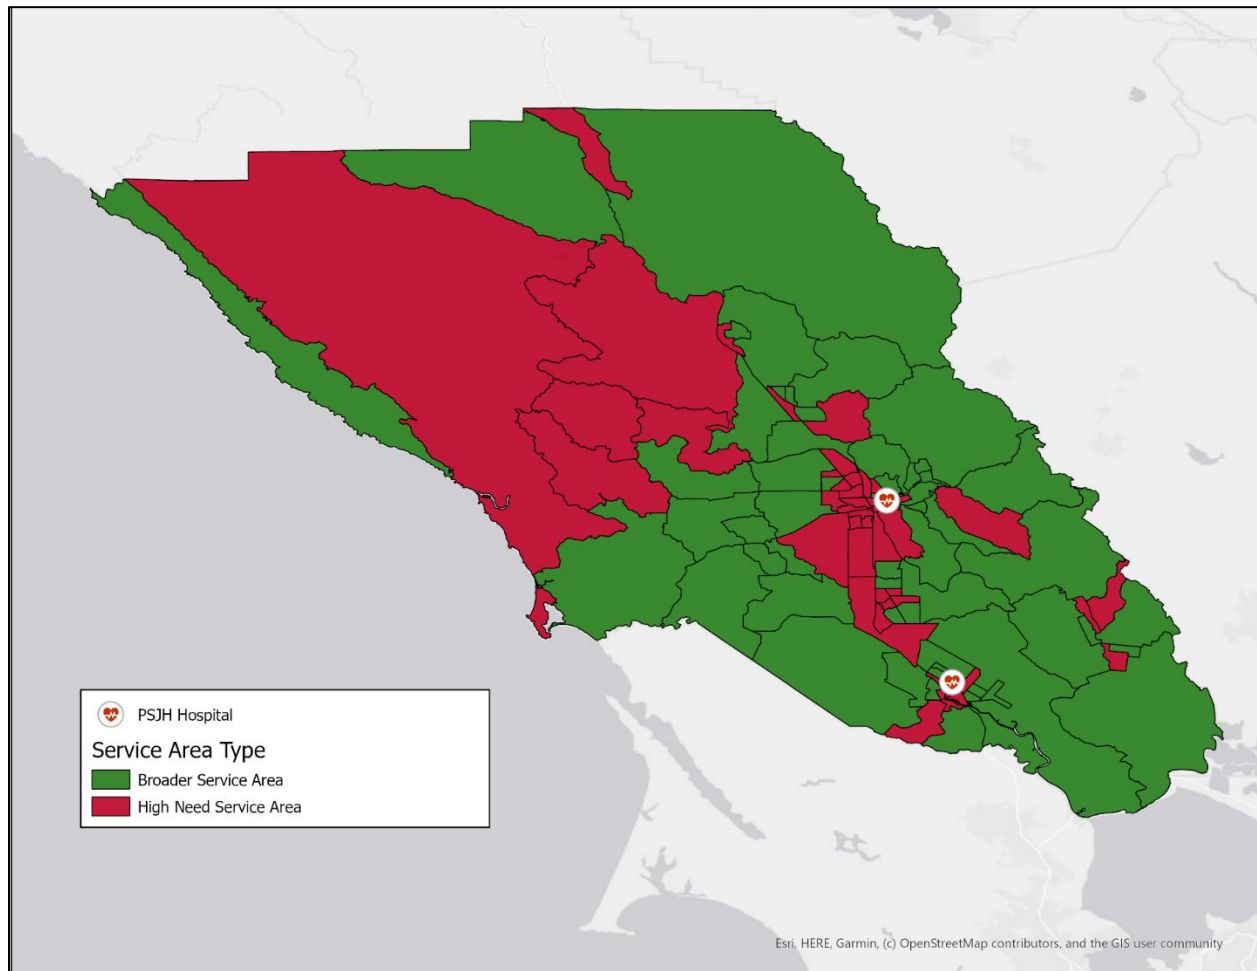 PSJH Hospital
Service Area Type
Broader Service Area
High Need Service Area
Esri, HERE, Garmin, (c) OpenStreetMap contributors, and the GIS user community